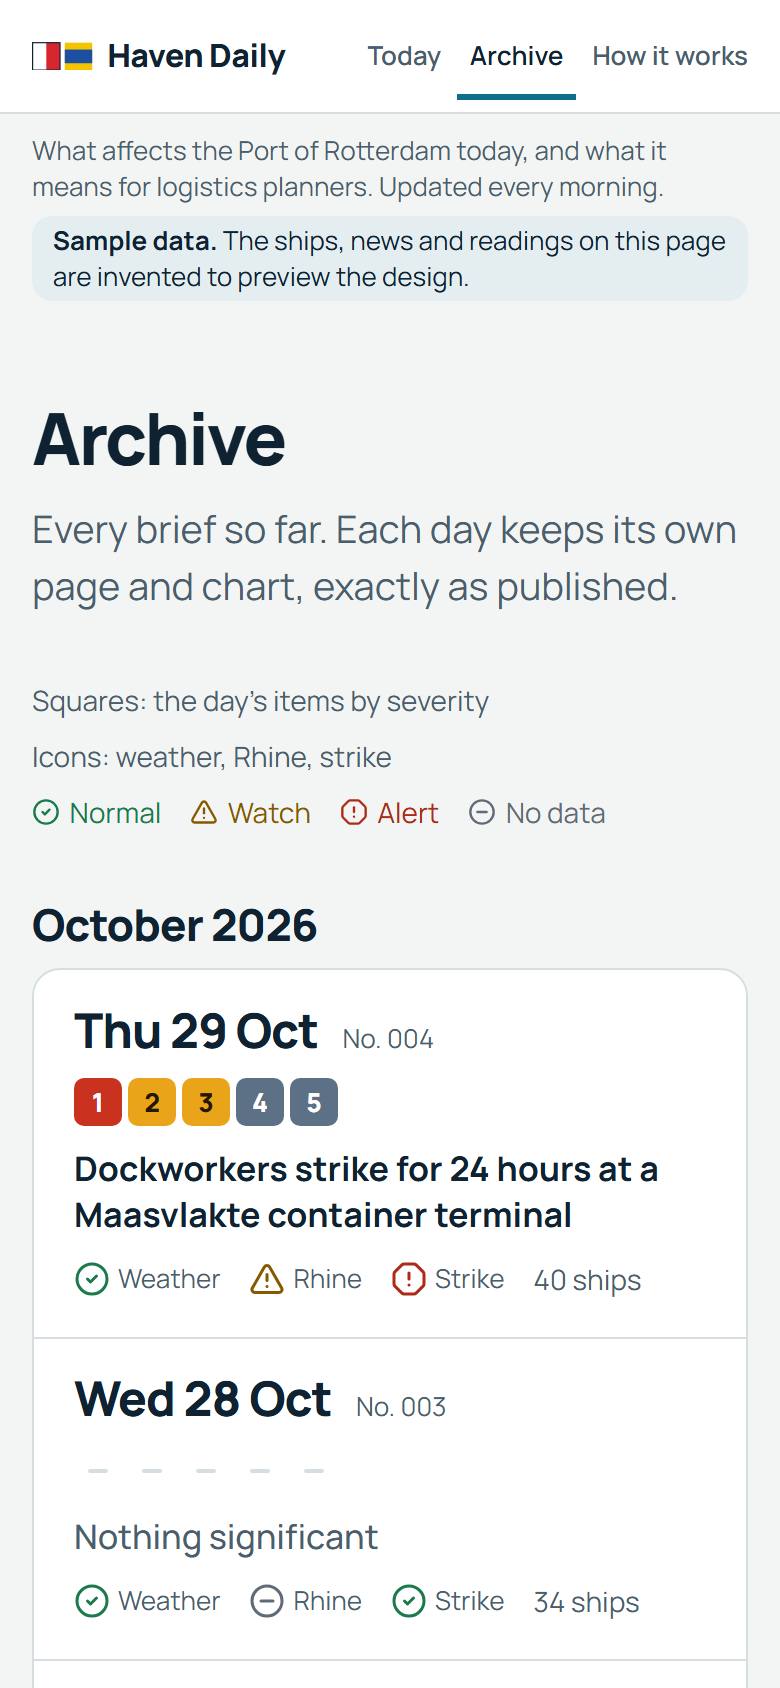 Haven Daily Today Archive How it works
What affects the Port of Rotterdam today, and what it
means for logistics planners. Updated every morning.
Sample data. The ships, news and readings on this page
are invented to preview the design.
Archive
Every brief so far. Each day keeps its own
page and chart, exactly as published.
Squares: the day’s items by severity
Icons: weather, Rhine, strike
Normal Watch Alert No data
October 2026
Thu 29 Oct No. 004
1 2 3 4 5
Dockworkers strike for 24 hours at a
Maasvlakte container terminal
Weather Rhine Strike 40 ships
Wed 28 Oct No. 003
– – – – –
Nothing significant
Weather Rhine Strike 34 ships